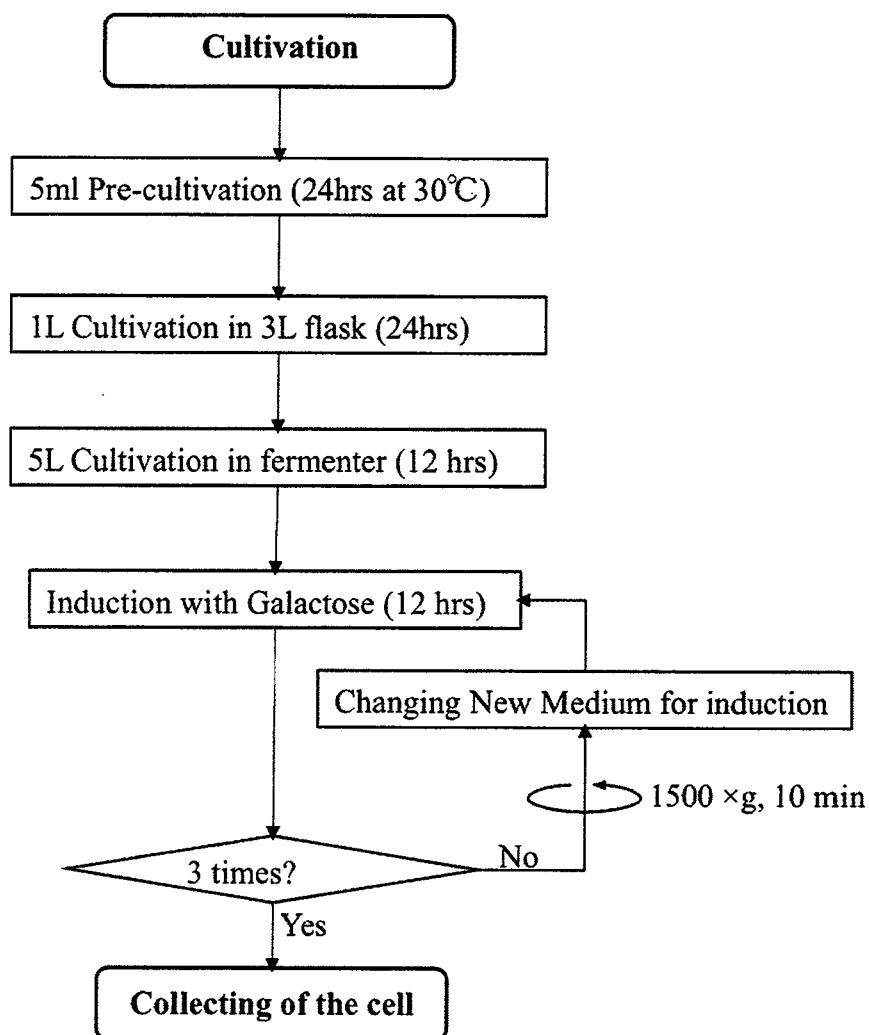 Cultivation
5ml Pre-cultivation (24hrs at 30℃)
1L Cultivation in 3L flask (24hrs)
5L Cultivation in fermenter (12 hrs)
Induction with Galactose (12 hrs)
Changing New Medium for induction
1500 ×g, 10 min
3 times?
No
Yes
Collecting of the cell